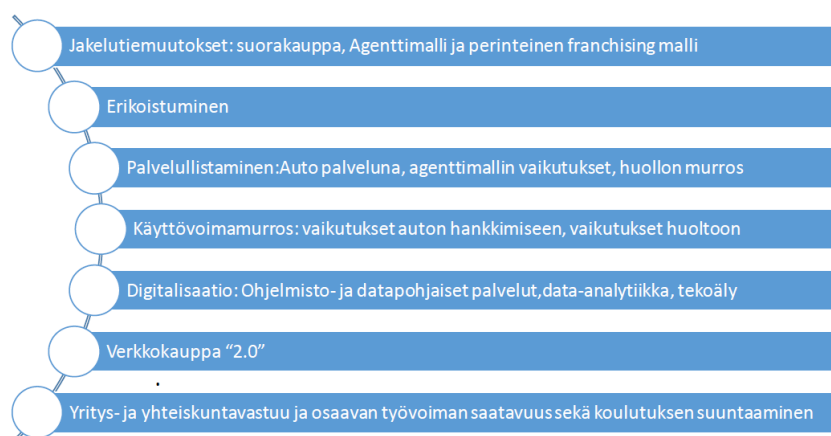 Jakelutiemuutokset: suorakauppa, Agenttimalli ja perinteinen franchising malli
Erikoistuminen
Palvelullistaminen:Auto palveluna, agenttimallin vaikutukset, huollon murros
Käyttövoimamurros: vaikutukset auton hankkimiseen, vaikutukset huoltoon
Digitalisaatio: Ohjelmisto- ja datapohjaiset palvelut,data-analytiikka, tekoäly
Verkkokauppa “2.0”
.
Yritys- ja yhteiskuntavastuu ja osaavan työvoiman saatavuus sekä koulutuksen suuntaaminen